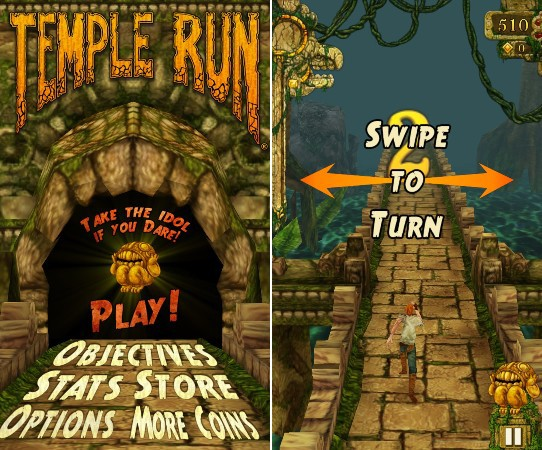 TEMPLE RUN
®
TAKE THE IDOL
IF YOU DARE!
PLAY!
OBJECTIVES
STATS STORE
OPTIONS MORE COINS
510
0
2
SWIPE
TO
TURN